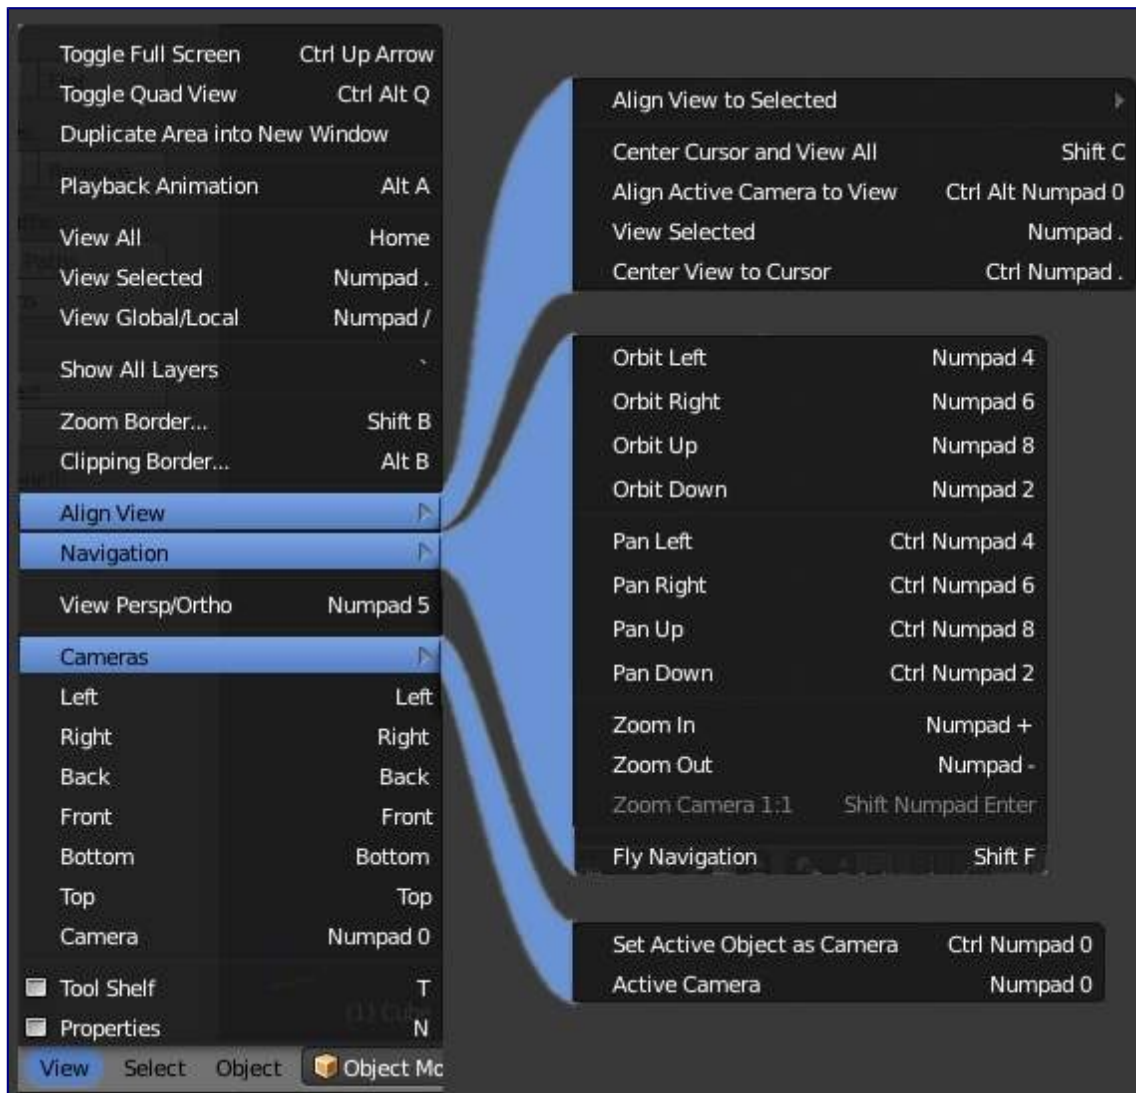 Toggle Full Screen Ctrl Up Arrow
Toggle Quad View Ctrl Alt Q
Duplicate Area into New Window
Playback Animation Alt A
View All Home
View Selected Numpad .
View Global/Local Numpad /
Show All Layers `
Zoom Border... Shift B
Clipping Border... Alt B
Align View
Navigation
View Persp/Ortho Numpad 5
Cameras
Left Left
Right Right
Back Back
Front Front
Bottom Bottom
Top Top
Camera Numpad 0
Tool Shelf T
(1) Cube
Properties N
View Select Object Object Mo
Align View to Selected
Center Cursor and View All Shift C
Align Active Camera to View Ctrl Alt Numpad 0
View Selected Numpad .
Center View to Cursor Ctrl Numpad .
Orbit Left Numpad 4
Orbit Right Numpad 6
Orbit Up Numpad 8
Orbit Down Numpad 2
Pan Left Ctrl Numpad 4
Pan Right Ctrl Numpad 6
Pan Up Ctrl Numpad 8
Pan Down Ctrl Numpad 2
Zoom In Numpad +
Zoom Out Numpad -
Zoom Camera 1:1 Shift Numpad Enter
Fly Navigation Shift F
Set Active Object as Camera Ctrl Numpad 0
Active Camera Numpad 0